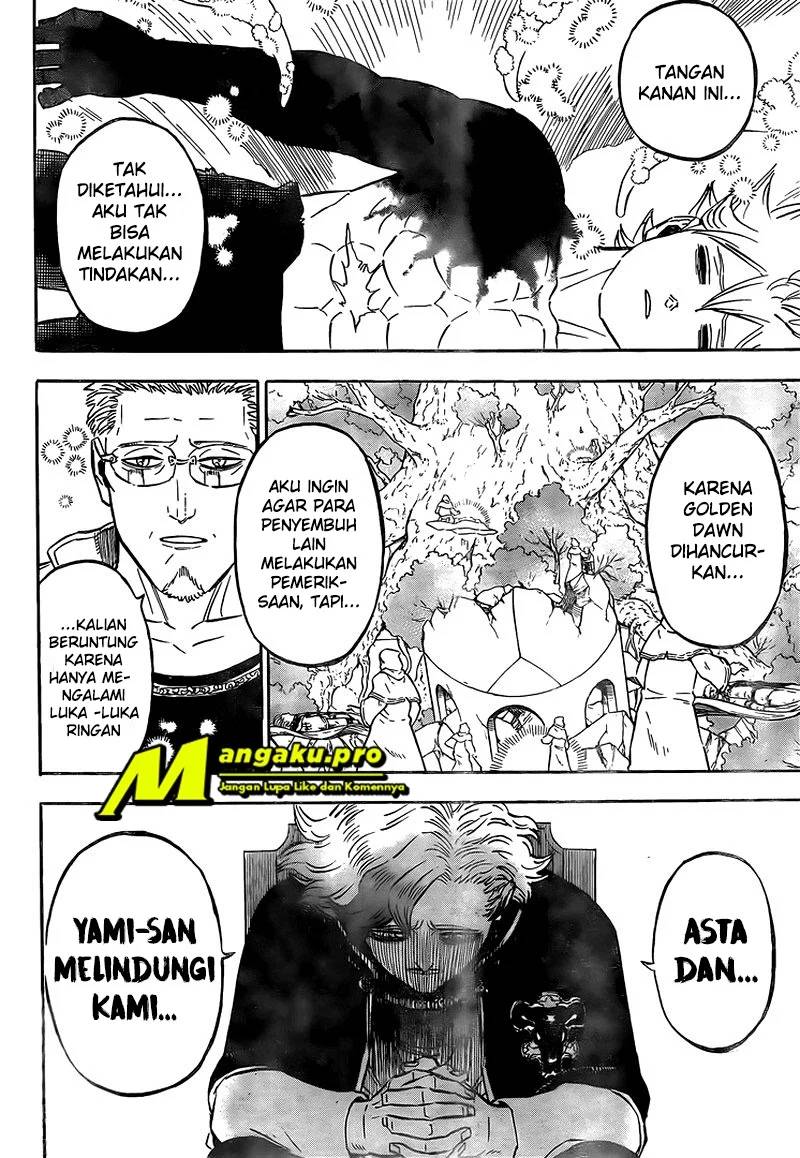 TANGAN
KANAN INI...
TAK
DIKETAHUI...
AKU TAK
BISA
MELAKUKAN
TINDAKAN...
KARENA
GOLDEN
DAWN
DIHANCUR-
KAN...
AKU INGIN
AGAR PARA
PENYEMBUH
LAIN
MELAKUKAN
PEMERIK-
SAAN, TAPI...
...KALIAN
BERUNTUNG
KARENA
HANYA ME-
NGALAMI
LUKA -LUKA
RINGAN
Mangaku.pro
Jangan Lupa Like dan Komennya
ASTA
DAN...
YAMI-SAN
MELINDUNGI
KAMI...